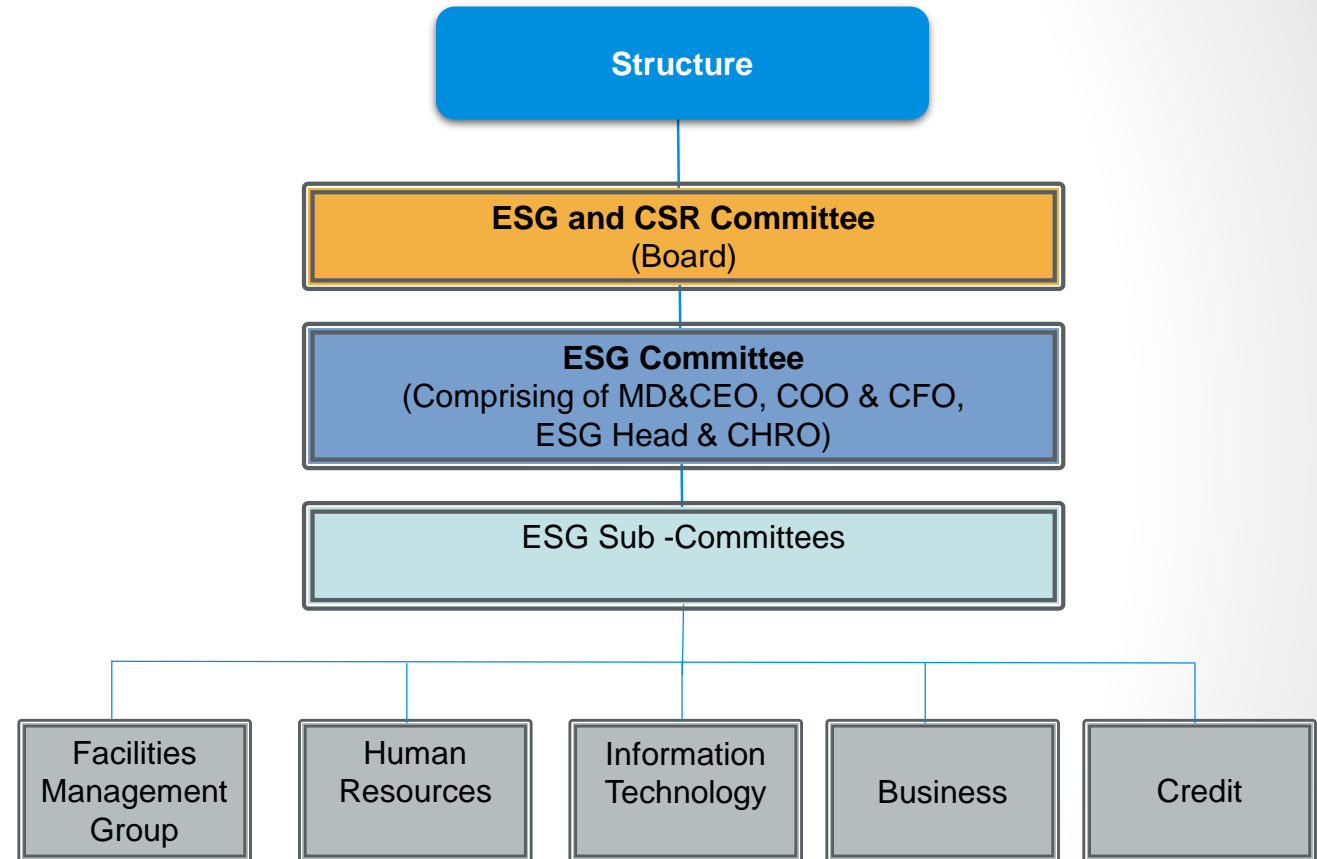 Structure
ESG and CSR Committee
(Board)
ESG Committee
(Comprising of MD&CEO, COO & CFO,
ESG Head & CHRO)
ESG Sub -Committees
Facilities
Management
Group
Human
Resources
Information
Technology
Business
Credit